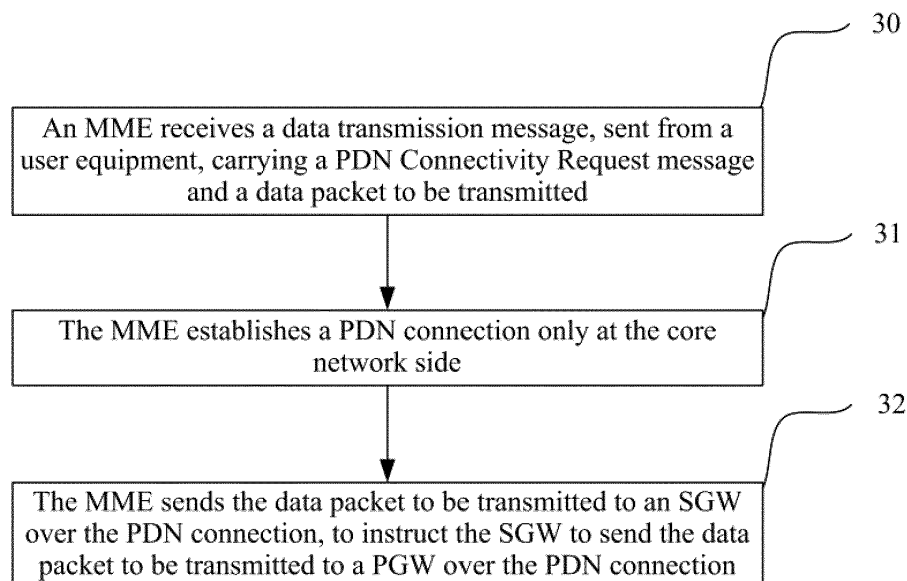 30
An MME receives a data transmission message, sent from a
user equipment, carrying a PDN Connectivity Request message
and a data packet to be transmitted
31
The MME establishes a PDN connection only at the core
network side
32
The MME sends the data packet to be transmitted to an SGW
over the PDN connection, to instruct the SGW to send the data
packet to be transmitted to a PGW over the PDN connection